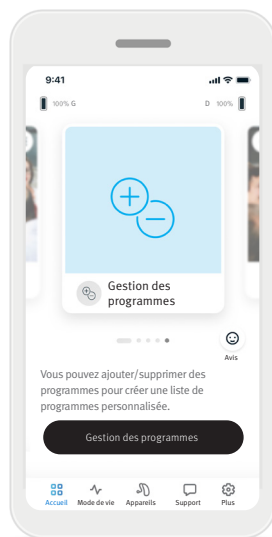 9:41
100% G
D 100%
Gestion des
programmes
Avis
Vous pouvez ajouter/supprimer des
programmes pour créer une liste de
programmes personnalisée.
Gestion des programmes
Accueil Mode de vie Appareils Support Plus